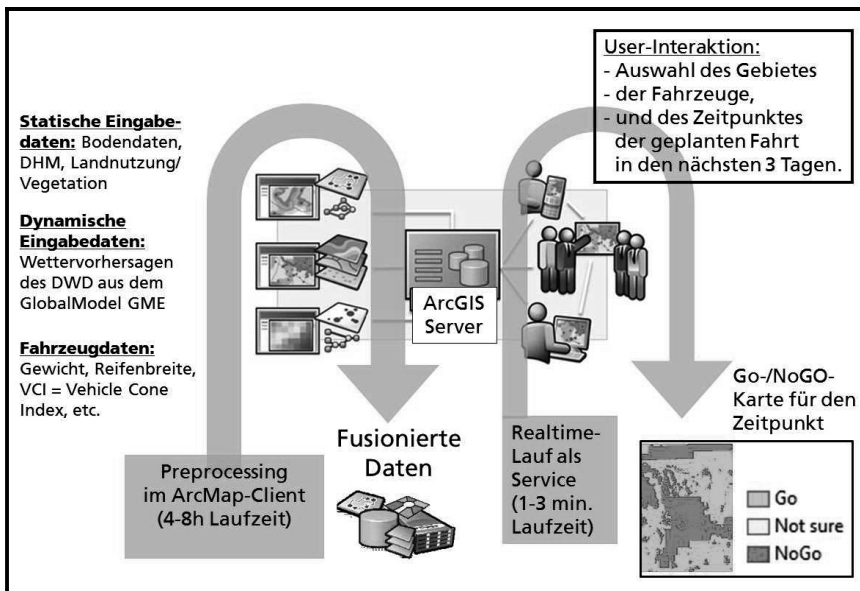 User-Interaktion:
- Auswahl des Gebietes
- der Fahrzeuge,
- und des Zeitpunktes
der geplanten Fahrt
in den nächsten 3 Tagen.
Statische Eingabe-
daten: Bodendaten,
DHM, Landnutzung/
Vegetation
Dynamische
Eingabedaten:
Wettervorhersagen
des DWD aus dem
GlobalModel GME
Fahrzeugdaten:
Gewicht, Reifenbreite,
VCI = Vehicle Cone
Index, etc.
ArcGIS
Server
Preprocessing
im ArcMap-Client
(4-8h Laufzeit)
Fusionierte
Daten
Realtime-
Lauf als
Service
(1-3 min.
Laufzeit)
Go-/NoGO-
Karte für den
Zeitpunkt
Go
Not sure
NoGo